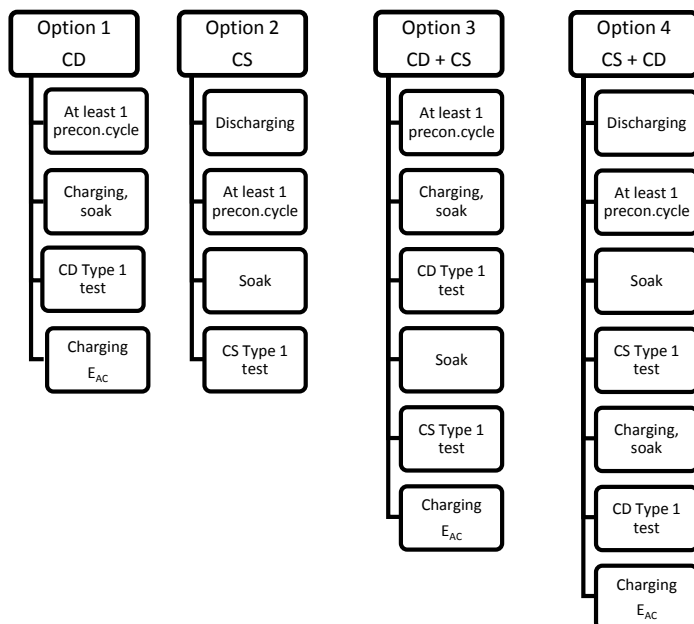 Option 1
CD
At least 1
precon.cycle
Charging,
soak
CD Type 1
test
Charging
EAC
Option 2
CS
Discharging
At least 1
precon.cycle
Soak
CS Type 1
test
Option 3
CD + CS
At least 1
precon.cycle
Charging,
soak
CD Type 1
test
Soak
CS Type 1
test
Charging
EAC
Option 4
CS + CD
Discharging
At least 1
precon.cycle
Soak
CS Type 1
test
Charging,
soak
CD Type 1
test
Charging
EAC